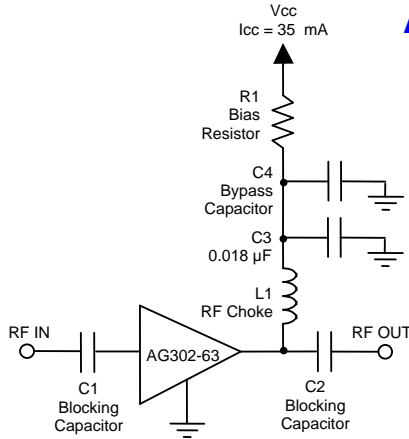 Vcc
Icc = 35 mA
R1
Bias
Resistor
C4
Bypass
Capacitor
C3
0.018 µF
L1
RF Choke
RF IN
RF OUT
AG302-63
C1
Blocking
Capacitor
C2
Blocking
Capacitor